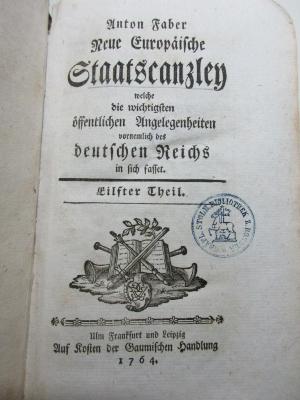 Anton Faber
Neue Europäische
Staatscanzley
welche
die wichtigsten
öffentlichen Angelegenheiten
vornemlich des
deutschen Reichs
in sich fasset.
Eilfter Theil.
Ulm Frankfurt und Leipzig
Auf Kosten der Gaumischen Handlung
1764.